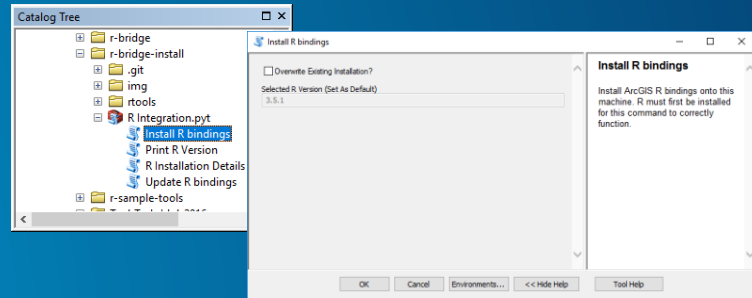 Catalog Tree
r-bridge
r-bridge-install
.git
img
rtools
R Integration.pyt
Install R bindings
Print R Version
R Installation Details
Update R bindings
r-sample-tools
Install R bindings
Overwrite Existing Installation?
Selected R Version (Set As Default)
3.5.1
Install R bindings
Install ArcGIS R bindings onto this
machine. R must first be installed
for this command to correctly
function.
OK
Cancel
Environments...
<< Hide Help
Tool Help